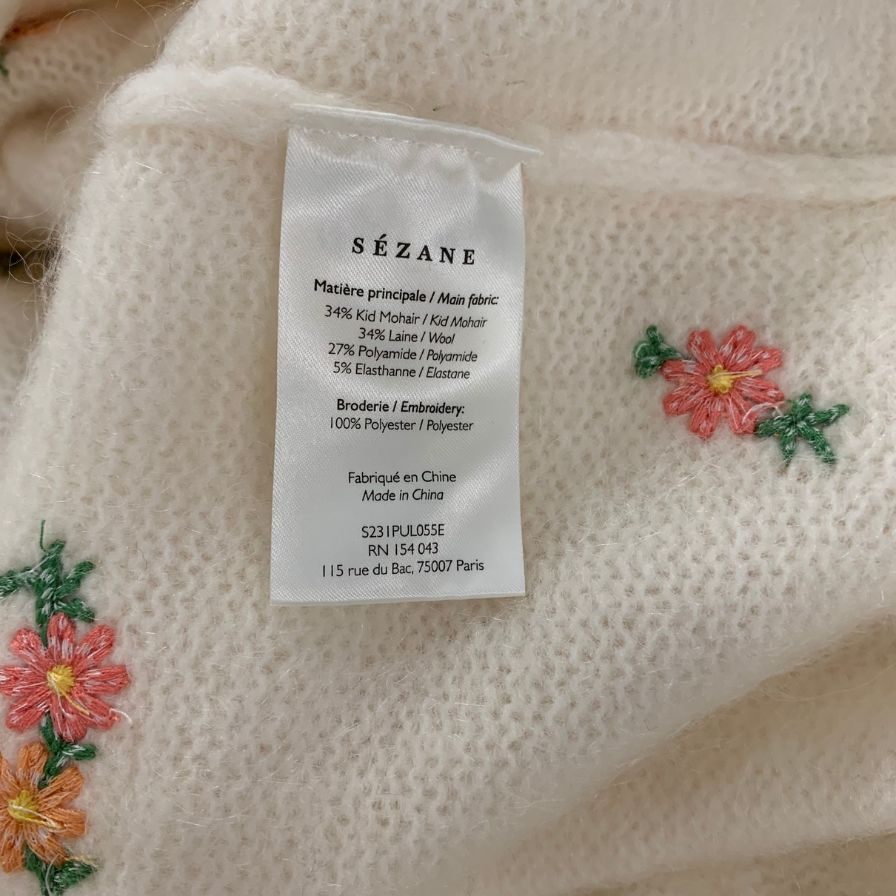 SÉZANE
Matière principale / Main fabric:
34% Kid Mohair / Kid Mohair
34% Laine / Wool
27% Polyamide / Polyamide
5% Elasthanne / Elastane
Broderie / Embroidery:
100% Polyester / Polyester
Fabriqué en Chine
Made in China
S231PUL055E
RN 154 043
115 rue du Bac, 75007 Paris